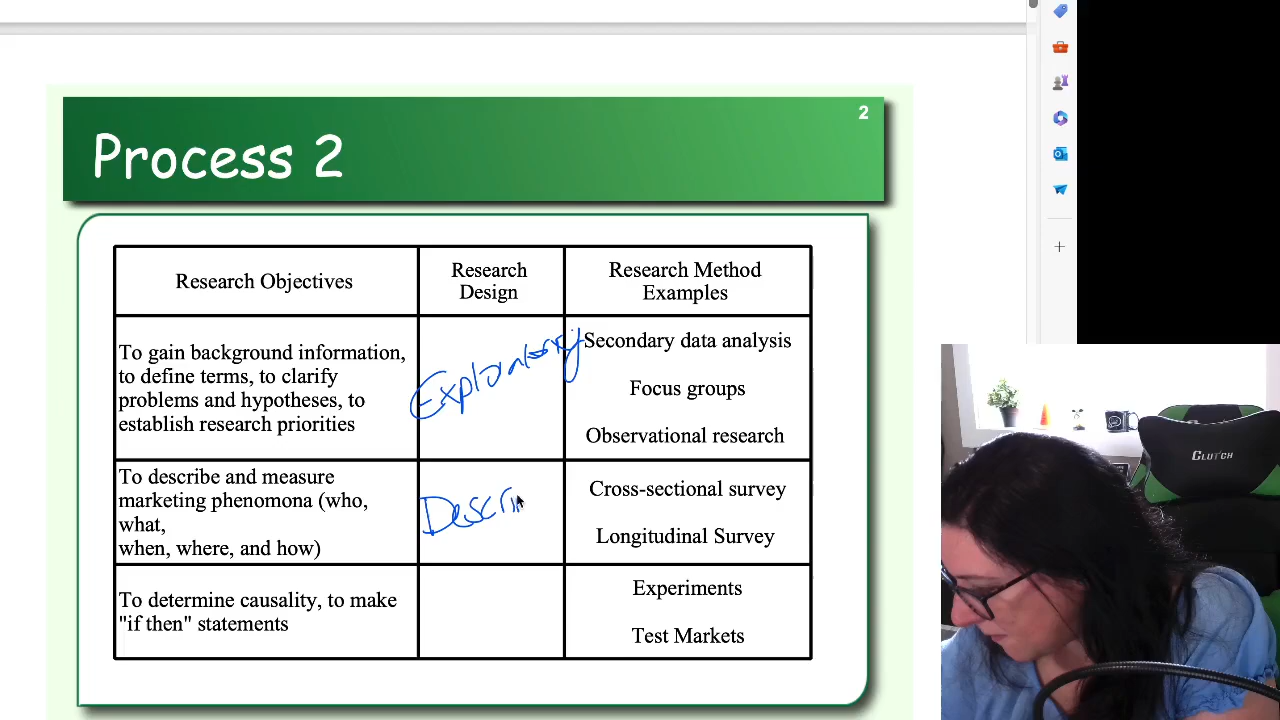 2
Process 2
Research Objectives
Research
Design
Research Method
Examples
To gain background information,
to define terms, to clarify
problems and hypotheses, to
establish research priorities
Exploratory
Secondary data analysis
Focus groups
Observational research
To describe and measure
marketing phenomona (who,
what,
when, where, and how)
Descri
Cross-sectional survey
Longitudinal Survey
To determine causality, to make
"if then" statements
Experiments
Test Markets
CLUTCH